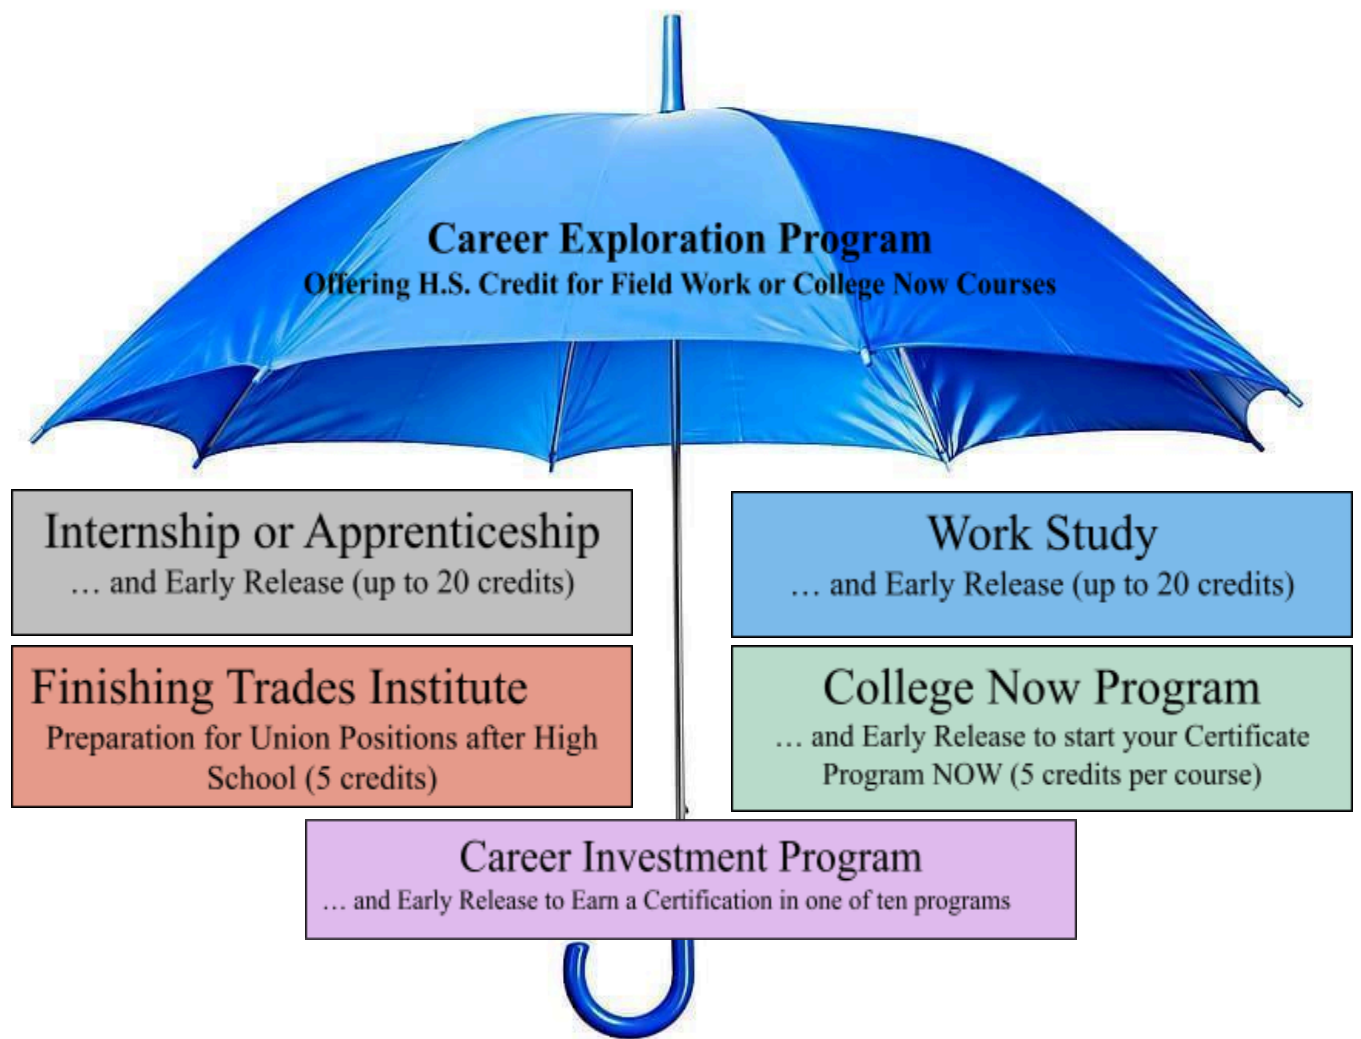 Career Exploration Program
Offering H.S. Credit for Field Work or College Now Courses
Internship or Apprenticeship
… and Early Release (up to 20 credits)
Work Study
… and Early Release (up to 20 credits)
Finishing Trades Institute
Preparation for Union Positions after High
School (5 credits)
College Now Program
… and Early Release to start your Certificate
Program NOW (5 credits per course)
Career Investment Program
… and Early Release to Earn a Certification in one of ten programs